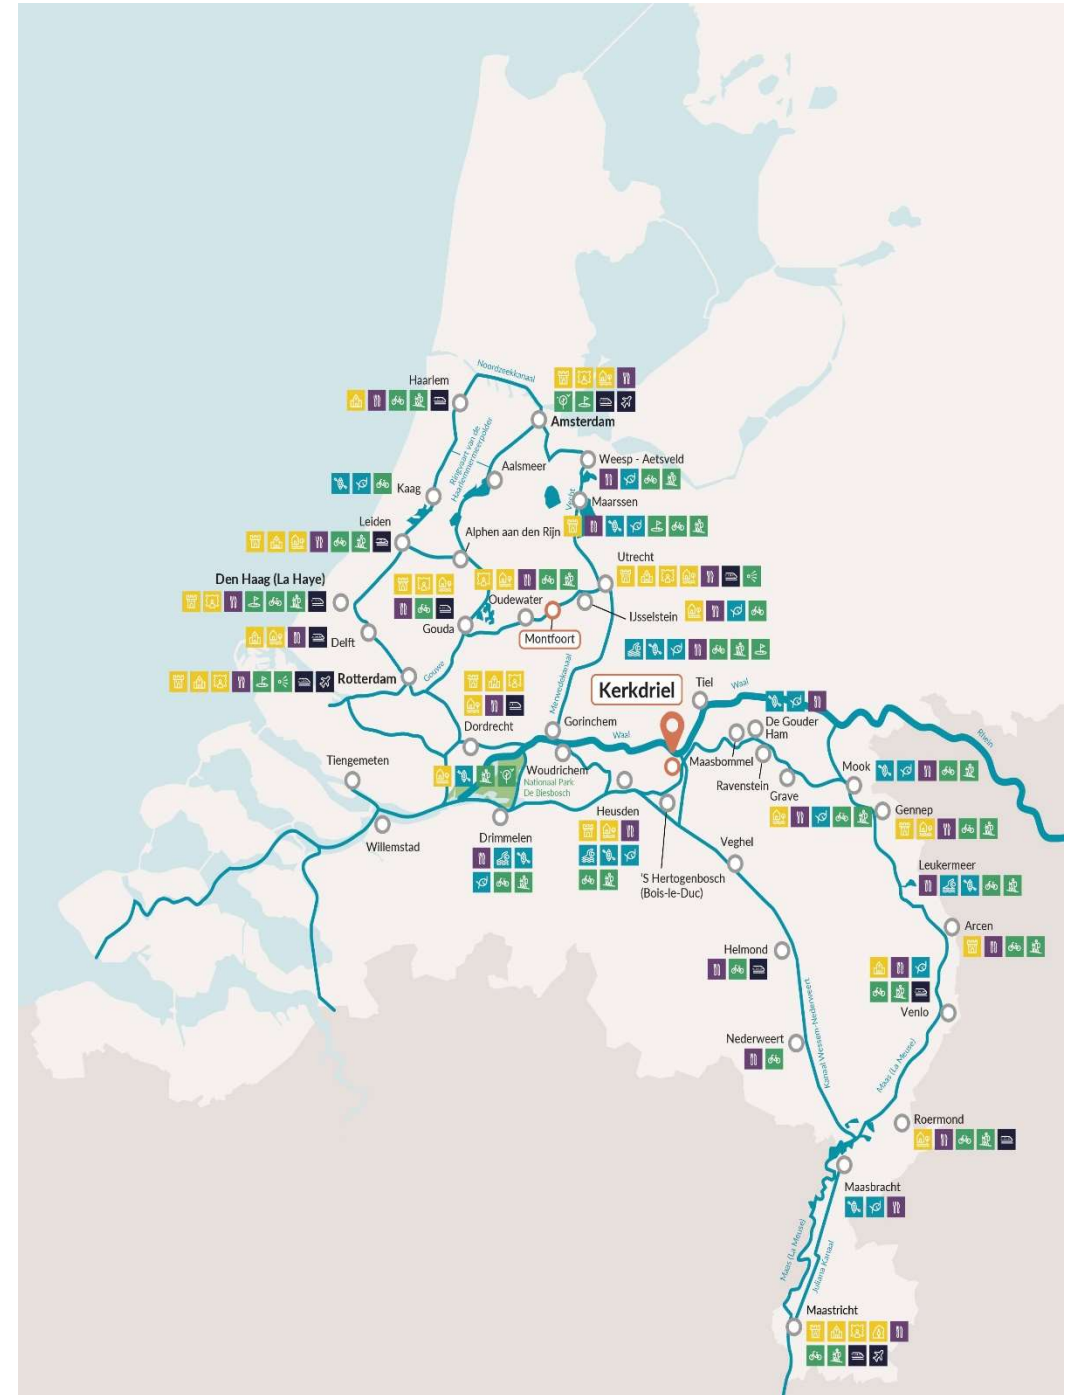 Noordzeekanaal
Haarlem
Amsterdam
Ringvaart van de
Haarlemmermeerpolder
Aalsmeer
Weesp - Aetsveld
Kaag
Vecht
Maarssen
Leiden
Alphen aan den Rijn
Utrecht
Den Haag (La Haye)
Oudewater
IJsselstein
Gouda
Montfoort
Delft
Rotterdam
Gouwe
Merwedekanaal
Kerkdriel
Tiel
Waal
Dordrecht
Gorinchem
Waal
De Gouder
Ham
Rhein
Maasbommel
Tiengemeten
Woudrichem
Nationaal Park
De Biesbosch
Ravenstein
Mook
Grave
Gennep
Heusden
Drimmelen
Willemstad
Veghel
'S Hertogenbosch
(Bois-le-Duc)
Leukermeer
Arcen
Helmond
Venlo
Kanaal Wessem-Nederweert
Nederweert
Maas (La Meuse)
Roermond
Maasbracht
Maas (La Meuse)
Juliana Kanaal
Maastricht